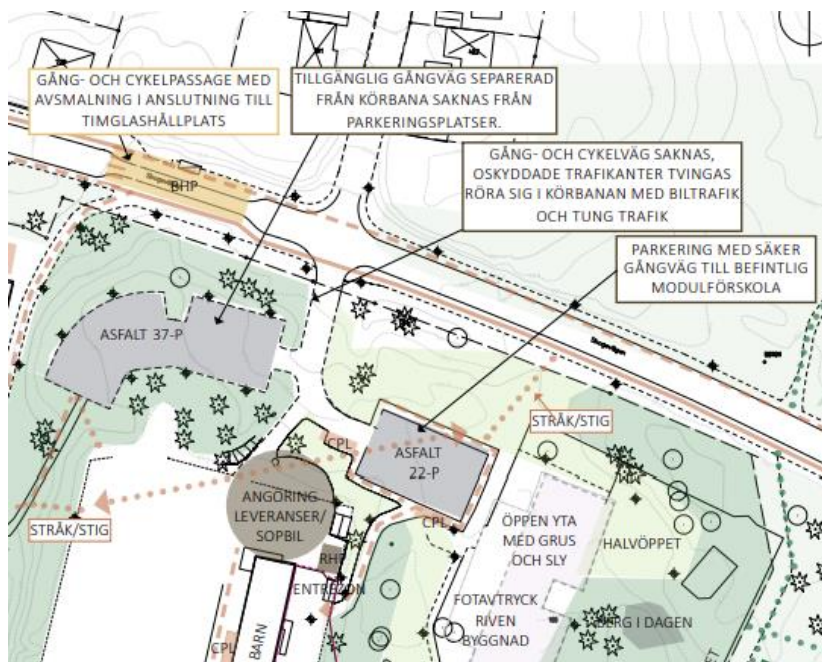 GÅNG- OCH CYKELPASSAGE MED
AVSMALNING I ANSLUTNING TILL
TIMGLASHÅLLPLATS
TILLGÄNGLIG GÅNGVÄG SEPARERAD
FRÅN KÖRBANA SAKNAS FRÅN
PARKERINGSPLATSER.
GÅNG- OCH CYKELVÄG SAKNAS,
OSKYDDADE TRAFIKANTER TVINGAS
RÖRA SIG I KÖRBANAN MED BILTRAFIK
OCH TUNG TRAFIK
PARKERING MED SÄKER
GÅNGVÄG TILL BEFINTLIG
MODULFÖRSKOLA
BHP
ASFALT 37-P
STRÅK/STIG
CPL
ASFALT
22-P
CPL
ANGÖRING
LEVERANSER/
SOPBIL
STRÅK/STIG
RHP
ENTREZON
ÖPPEN YTA
MED GRUS
OCH SLY
HALVÖPPET
FOTAVTRYCK
RIVEN
BYGGNAD
BERG I DAGEN
CPL
BARN